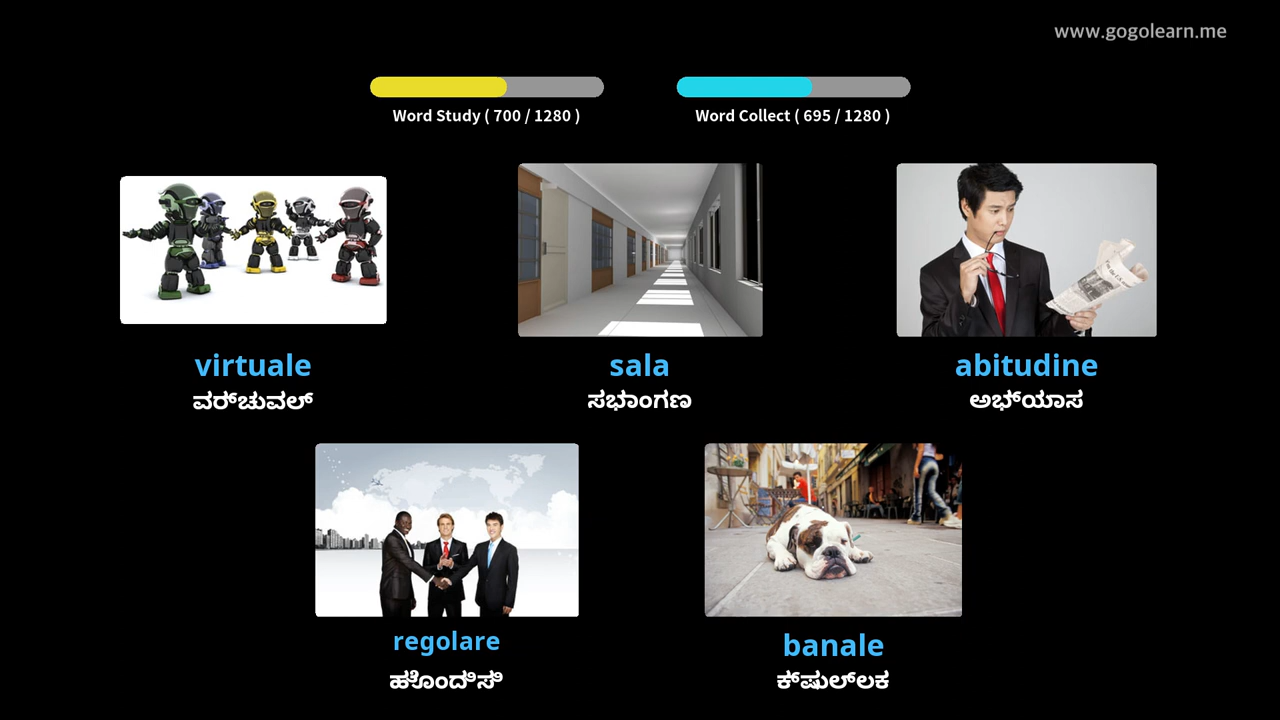 www.gogolearn.me
Word Study ( 700 / 1280 )
Word Collect ( 695 / 1280 )
virtuale
ವರ್ಚುವಲ್
sala
ಸಭಾಂಗಣ
abitudine
ಅಭ್ಯಾಸ
regolare
ಹೊಂದಿಸಿ
banale
ಕ್ಷುಲ್ಲಕ